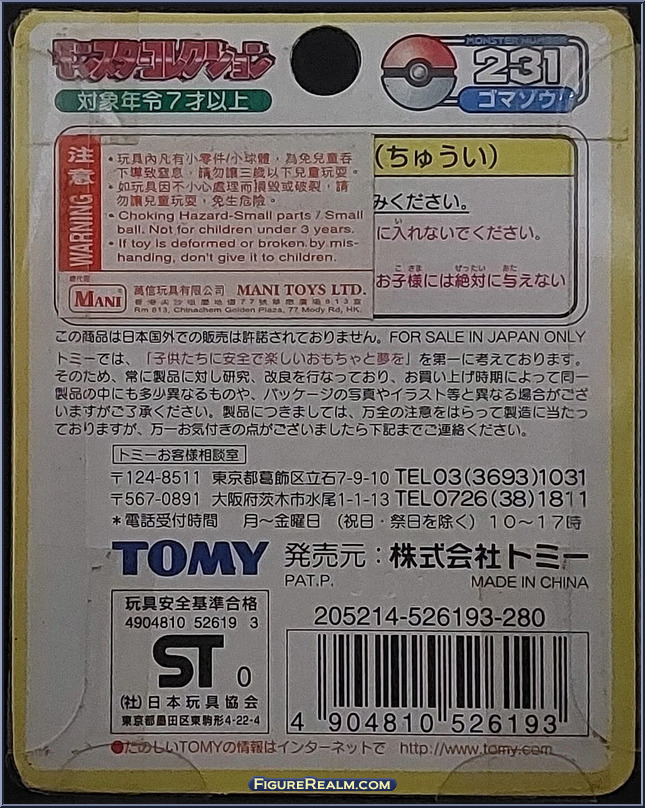 モンスターコレクション
対象年令7才以上
MONSTER NUMBER
231
ゴマゾウ
注意
WARNING
•玩具內凡有小零件/小球體，為免兒童吞
下導致窒息，請勿讓三歲以下兒童玩耍。
•如玩具因不小心處理而損毀或破裂，請
勿讓兒童玩耍，免生危險。
•Choking Hazard-Small parts / Small
ball. Not for children under 3 years.
•If toy is deformed or broken by mis-
handing, don't give it to children.
總代理
MANI
萬信玩具有限公司 MANI TOYS LTD.
香港尖沙咀麼地道77號華懋廣場813室
Rm 813, Chinachem Golden Plaza, 77 Mody Rd, HK.
(ちゅうい)
みください。
に入れないでください。
お子様には絶対に与えない
この商品は日本国外での販売は許諾されておりません。FOR SALE IN JAPAN ONLY
トミーでは、「子供たちに安全で楽しいおもちゃと夢を」を第一に考えております。
そのため、常に製品に対し研究、改良を行なっており、お買い上げ時期によって同一
製品の中にも多少異なるものや、パッケージの写真やイラスト等と異なる場合がござ
いますがご了承ください。製品につきましては、万全の注意をはらって製造に当たっ
ておりますが、万一お気付きの点がございましたら下記までご連絡ください。
トミーお客様相談室
〒124-8511 東京都葛飾区立石7-9-10 TEL03(3693)1031
〒567-0891 大阪府茨木市水尾1-1-13 TEL0726(38)1811
＊電話受付時間 月～金曜日 (祝日・祭日を除く) 10～17時
TOMY 発売元：株式会社トミー
PAT.P. MADE IN CHINA
玩具安全基準合格
4904810 52619 3
ST 0
(社)日本玩具協会
東京都墨田区東駒形4-22-4
205214-526193-280
4 904810 526193
●たのしいTOMYの情報はインターネットで http://www.tomy.com
FIGUREREALM.COM